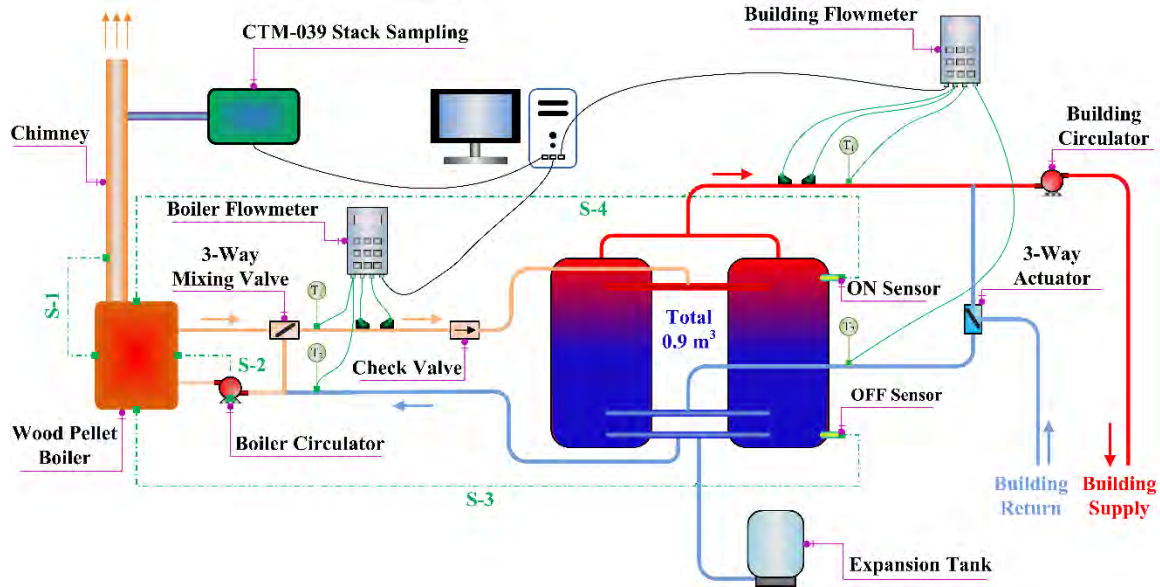 CTM-039 Stack Sampling
Building Flowmeter
Chimney
Building
Circulator
Boiler Flowmeter
S-4
T₁
3-Way
Mixing Valve
3-Way
Actuator
S-1
ON Sensor
T
Total
0.9 m³
T₂
S-2
Check Valve
OFF Sensor
Wood Pellet
Boiler
Boiler Circulator
S-3
Building
Return
Building
Supply
Expansion Tank